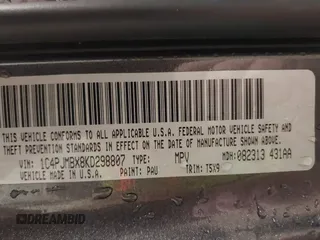 THIS VEHICLE CONFORMS TO ALL APPLICABLE U.S.A. FEDERAL MOTOR VEHICLE SAFETY AND
THEFT PREVENTION STANDARDS IN EFFECT ON THE DATE OF MANUFACTURE SHOWN ABOVE.
VIN: 1C4PJMBX8KD298807 TYPE: MPV MDH:082313 431AA
VEHICLE MADE IN U.S.A. PAINT: PAU TRIM: T5X9
DREAMBID